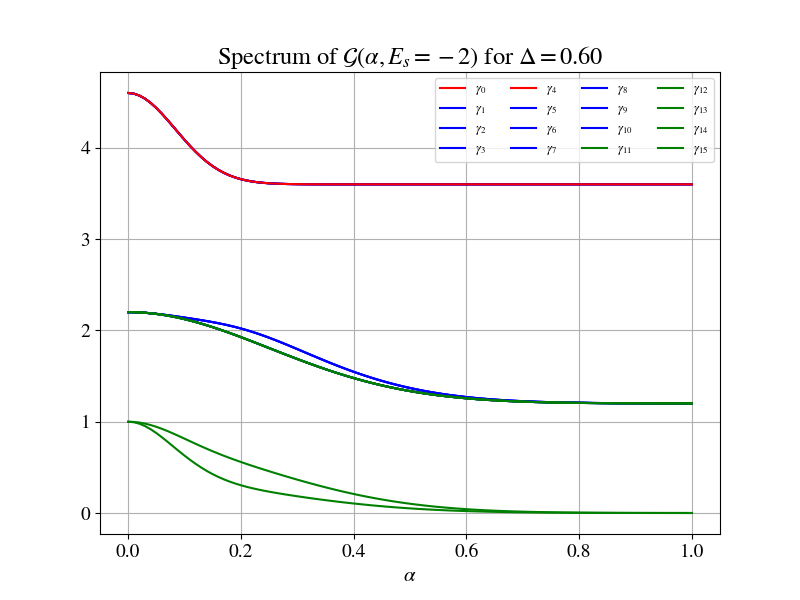 Spectrum of 𝒢(α, E_s = −2) for Δ = 0.60
γ₀ γ₄ γ₈ γ₁₂
γ₁ γ₅ γ₉ γ₁₃
γ₂ γ₆ γ₁₀ γ₁₄
γ₃ γ₇ γ₁₁ γ₁₅
4
3
2
1
0
0.0 0.2 0.4 0.6 0.8 1.0
α